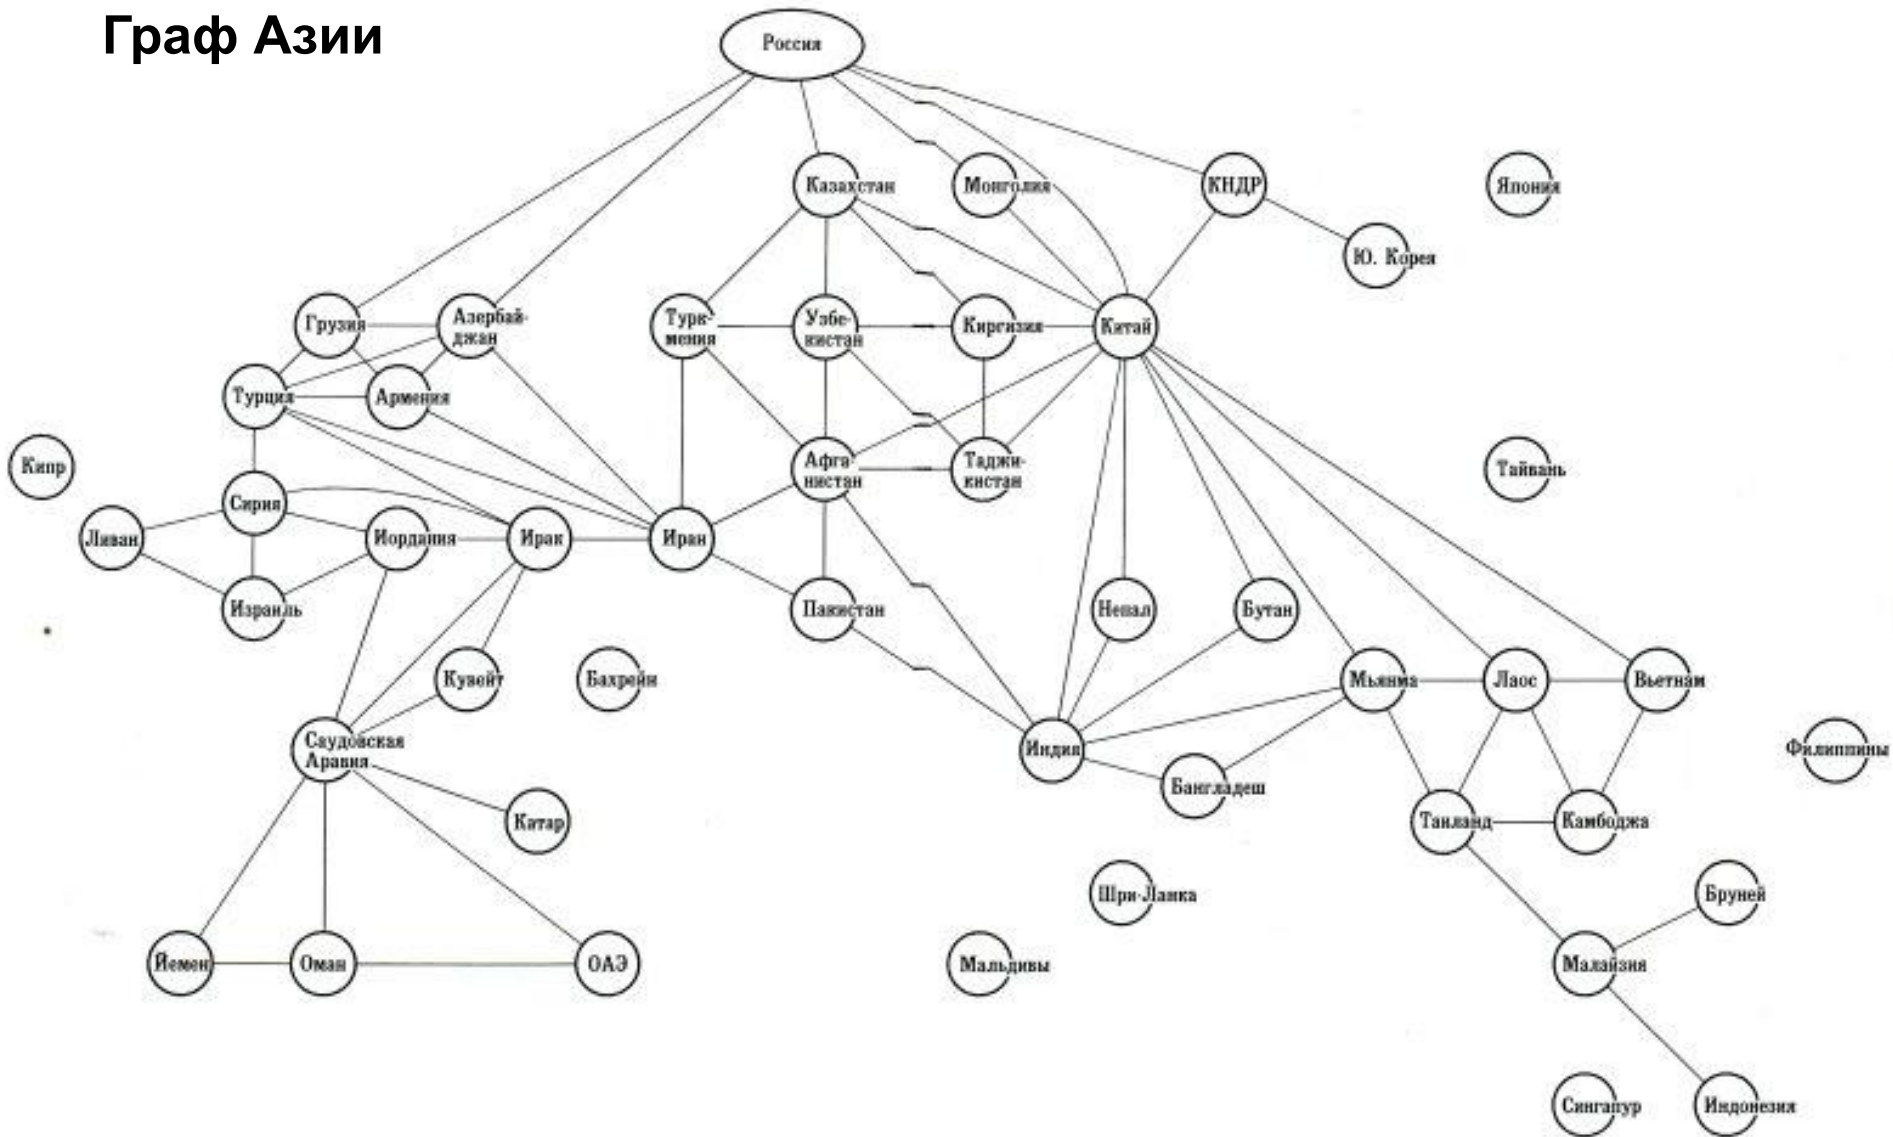 Граф Азии
Россия
Казахстан
Монголия
КНДР
Япония
Ю. Корея
Грузия
Азербай-
джан
Турк-
мения
Узбе-
кистан
Киргизия
Китай
Турция
Армения
Кипр
Афга-
нистан
Таджи-
кистан
Тайвань
Сирия
Ливан
Иордания
Ирак
Иран
Израиль
Пакистан
Непал
Бутан
Кувейт
Бахрейн
Мьянма
Лаос
Вьетнам
Саудовская
Аравия
Индия
Филиппины
Бангладеш
Катар
Таиланд
Камбоджа
Шри-Ланка
Бруней
Йемен
Оман
ОАЭ
Мальдивы
Малайзия
Сингапур
Индонезия